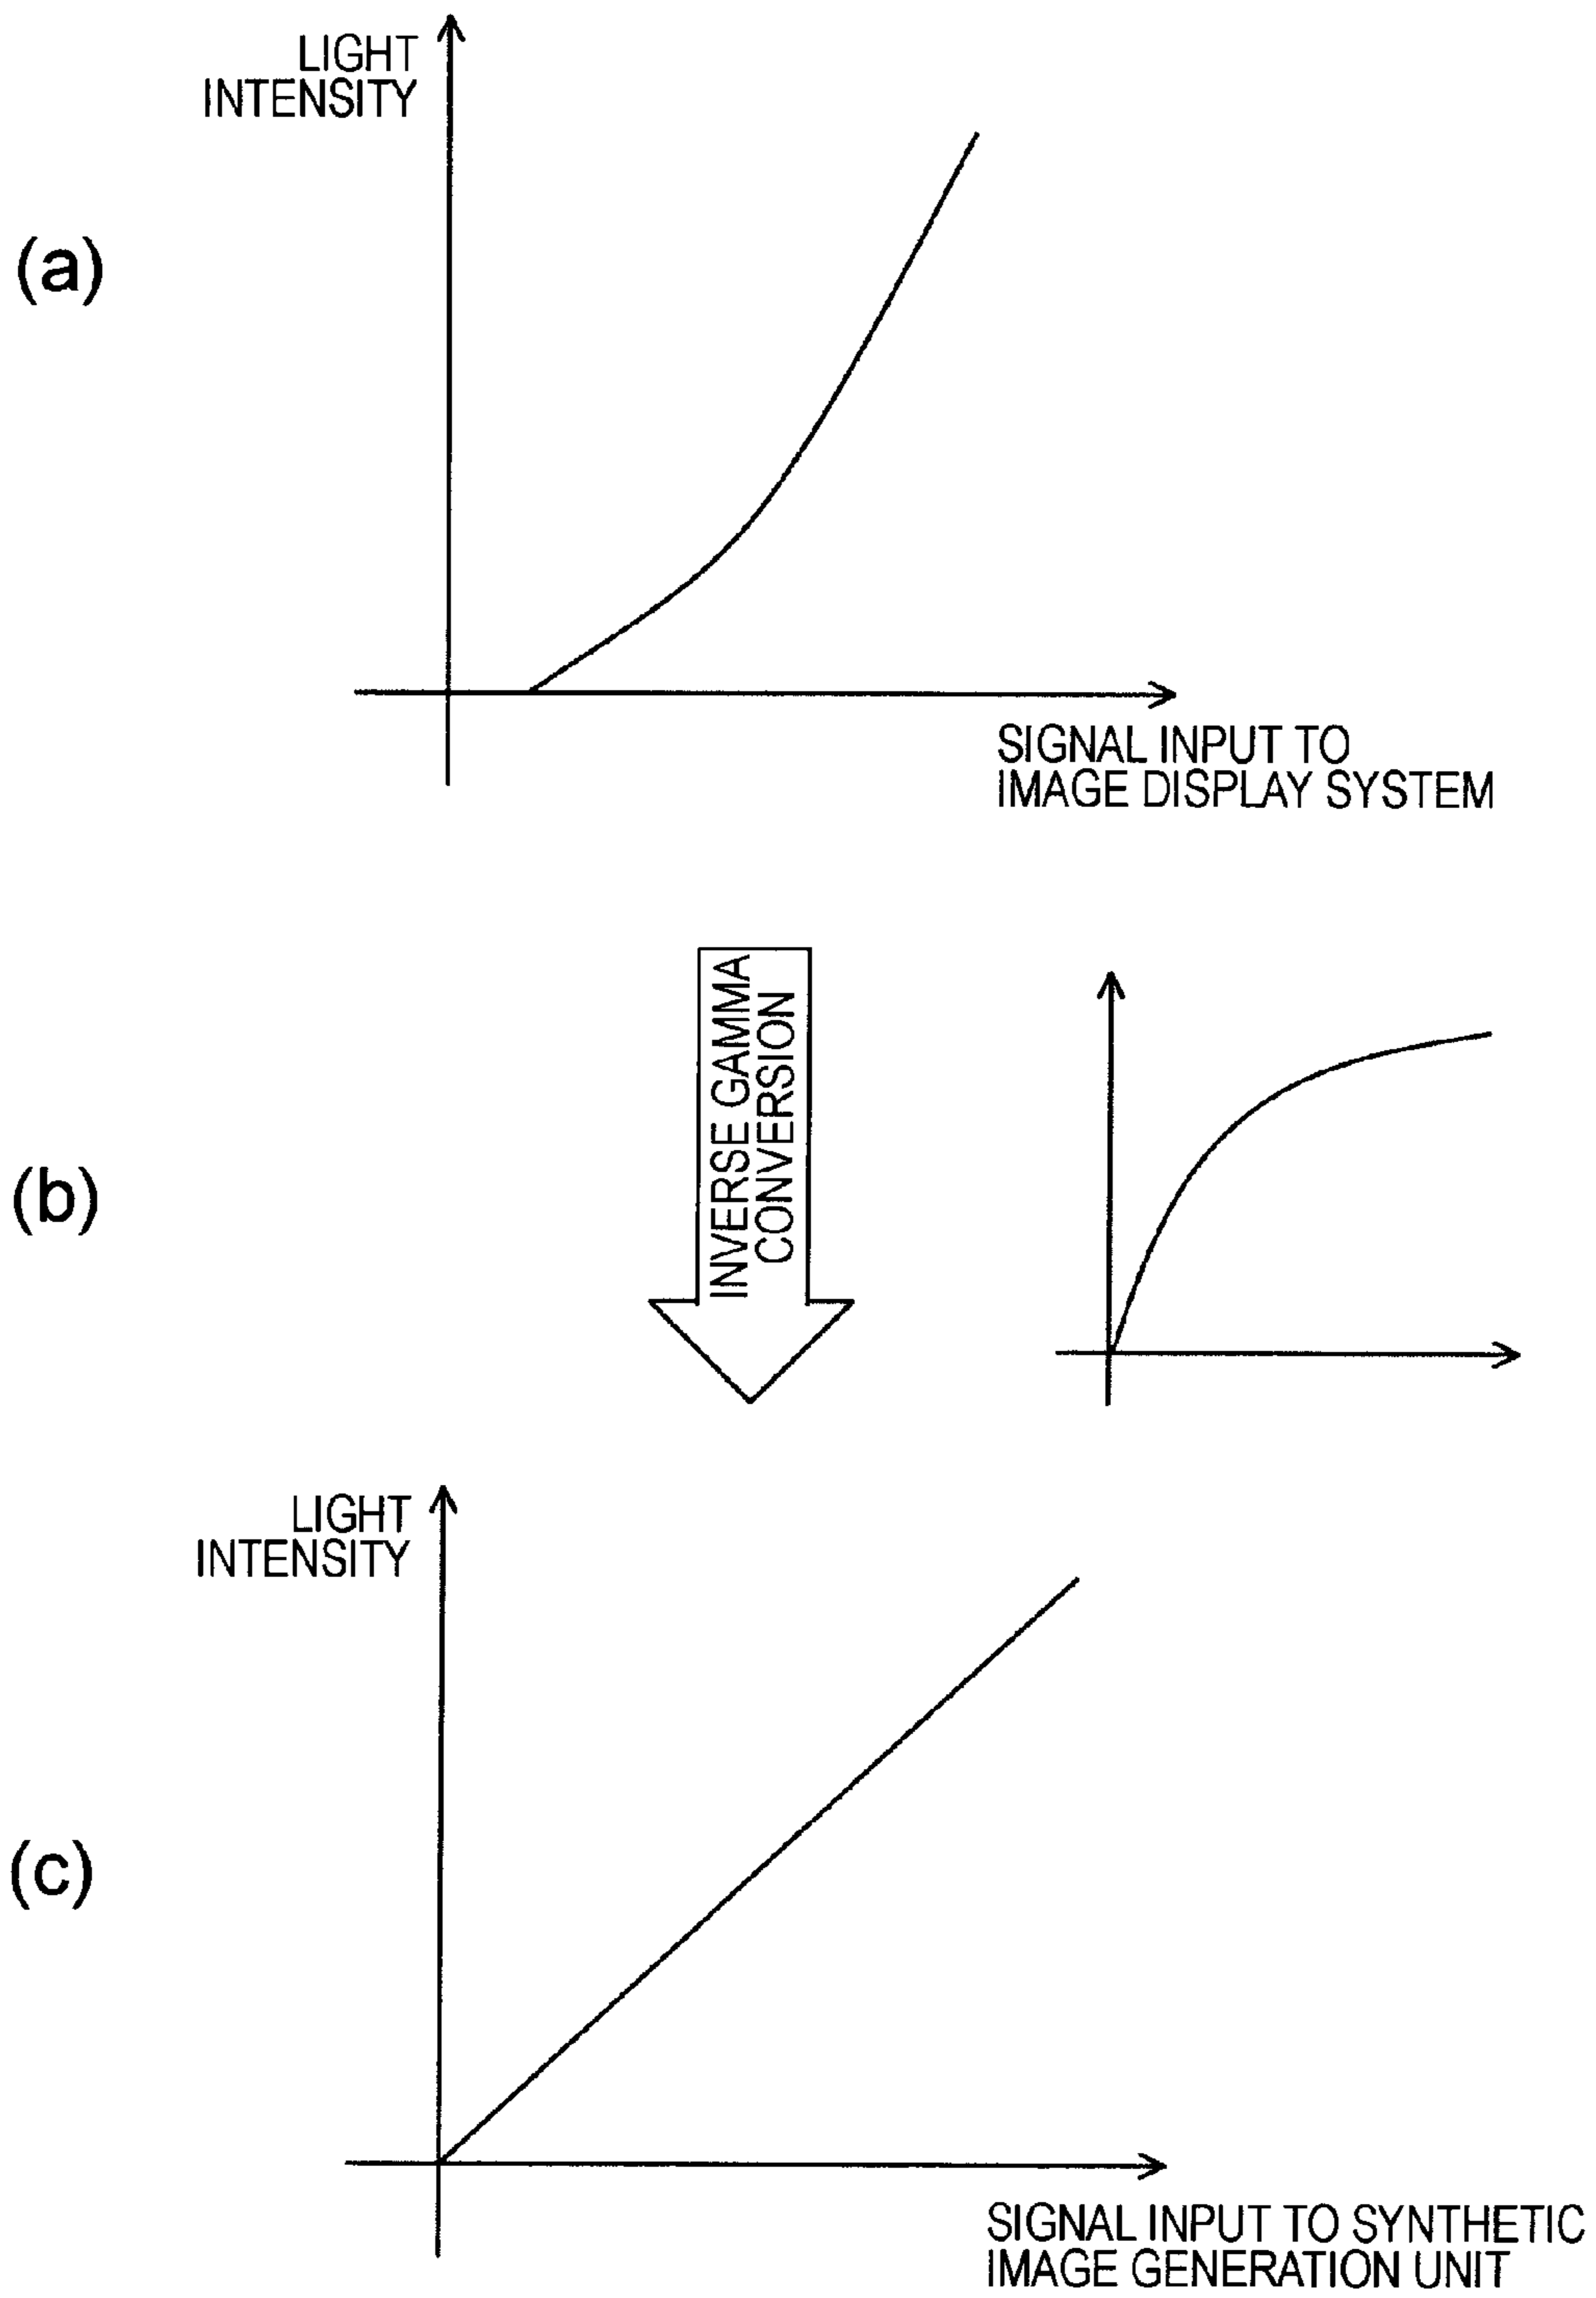 LIGHT
INTENSITY
(a)
SIGNAL INPUT TO
IMAGE DISPLAY SYSTEM
INVERSE GAMMA
CONVERSION
(b)
LIGHT
INTENSITY
(c)
SIGNAL INPUT TO SYNTHETIC
IMAGE GENERATION UNIT